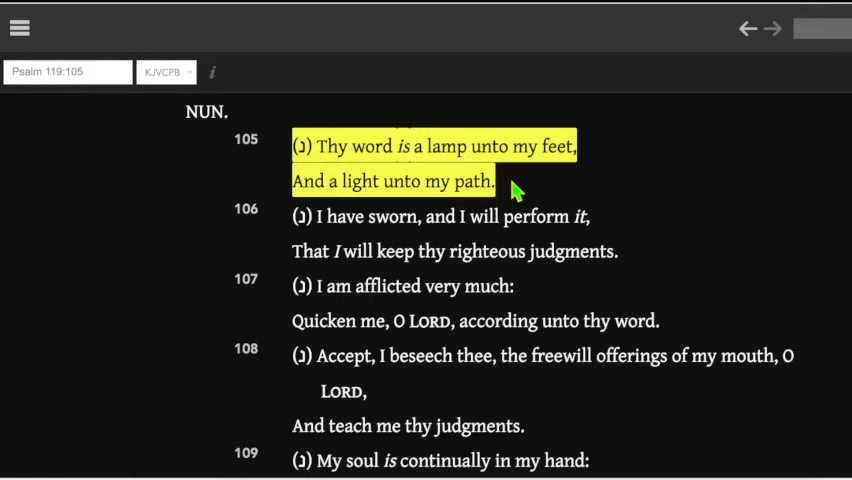 Psalm 119:105
KJVCPB
i
NUN.
105
(נ) Thy word is a lamp unto my feet,
And a light unto my path.
106
(נ) I have sworn, and I will perform it,
That I will keep thy righteous judgments.
107
(נ) I am afflicted very much:
Quicken me, O LORD, according unto thy word.
108
(נ) Accept, I beseech thee, the freewill offerings of my mouth, O
LORD,
And teach me thy judgments.
109
(נ) My soul is continually in my hand: